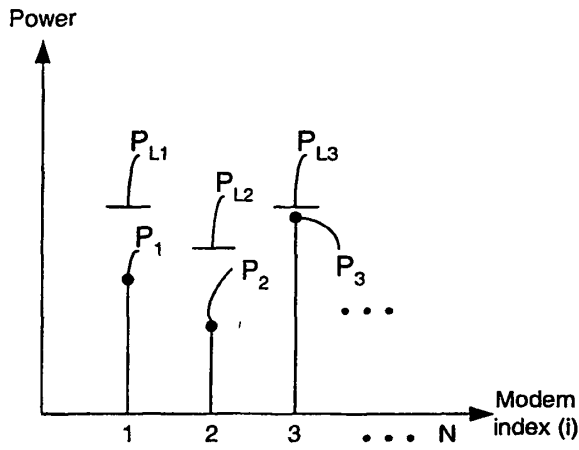 Power
P_L1
P_L2
P_L3
P_1
P_2
P_3
• • •
1 2 3 • • • N
Modem
index (i)